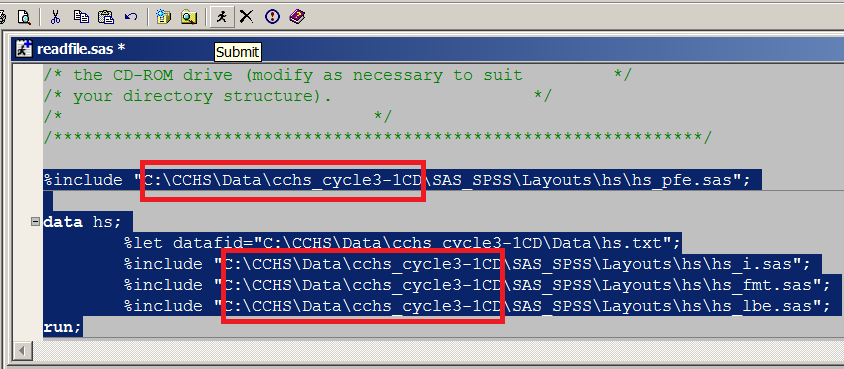 readfile.sas *
Submit
/* the CD-ROM drive (modify as necessary to suit */
/* your directory structure). */
/* */
/********************************************************************/
%include "C:\CCHS\Data\cchs_cycle3-1CD\SAS_SPSS\Layouts\hs\hs_pfe.sas";
data hs;
%let datafid="C:\CCHS\Data\cchs_cycle3-1CD\Data\hs.txt";
%include "C:\CCHS\Data\cchs_cycle3-1CD\SAS_SPSS\Layouts\hs\hs_i.sas";
%include "C:\CCHS\Data\cchs_cycle3-1CD\SAS_SPSS\Layouts\hs\hs_fmt.sas";
%include "C:\CCHS\Data\cchs_cycle3-1CD\SAS_SPSS\Layouts\hs\hs_lbe.sas";
run;